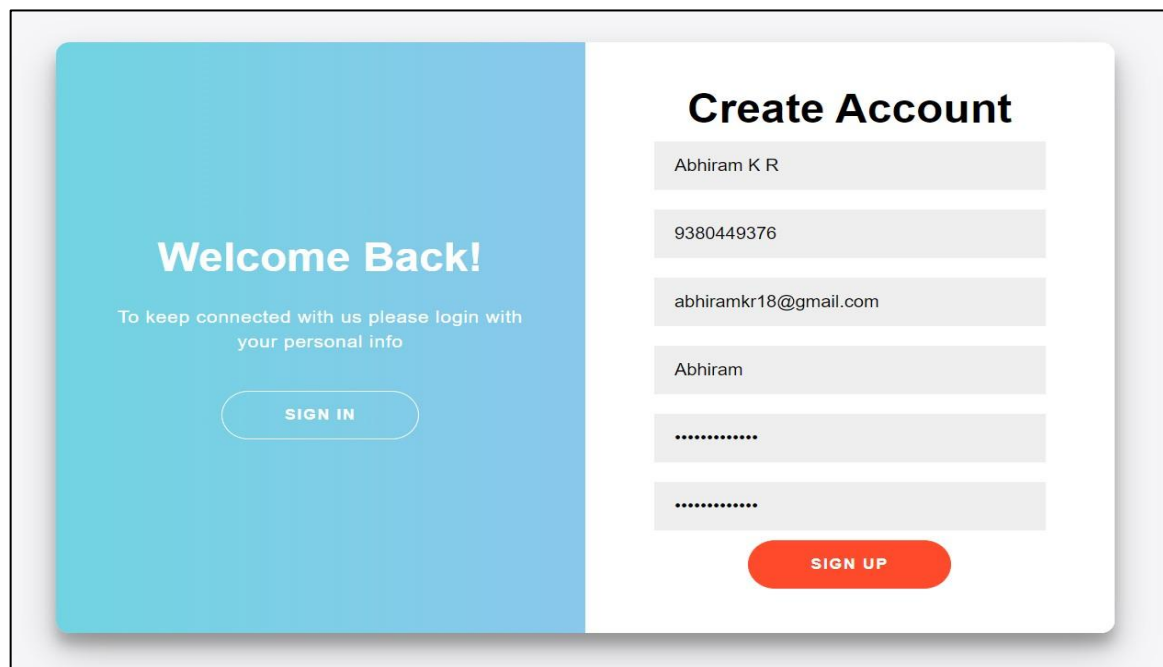 Welcome Back!
To keep connected with us please login with
your personal info
SIGN IN
Create Account
Abhiram K R
9380449376
abhiramkr18@gmail.com
Abhiram
•••••••••••••
•••••••••••••
SIGN UP